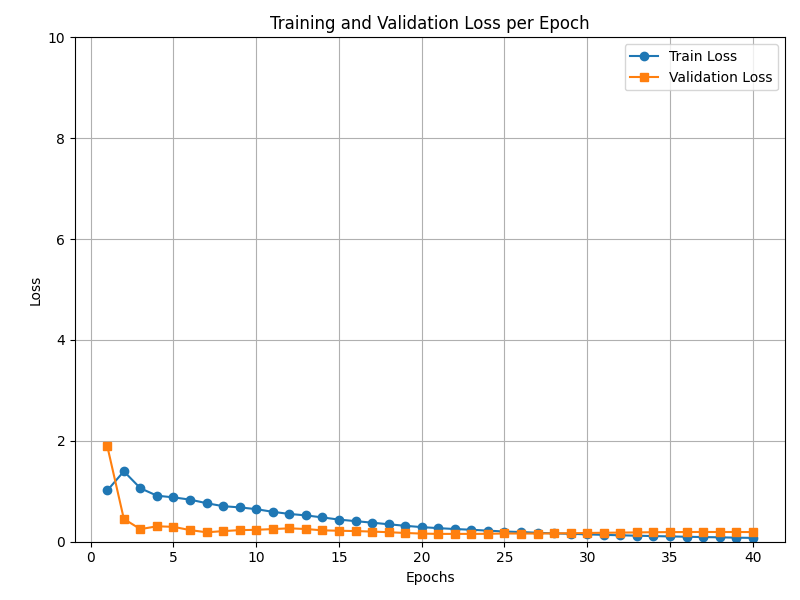 Training and Validation Loss per Epoch
Train Loss
Validation Loss
10
8
6
4
2
0
Loss
0 5 10 15 20 25 30 35 40
Epochs